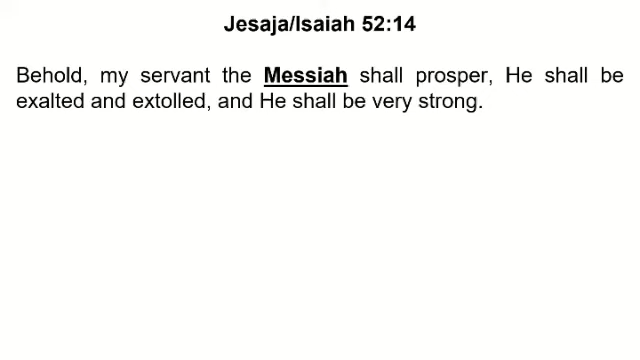 Jesaja/Isaiah 52:14
Behold, my servant the Messiah shall prosper, He shall be
exalted and extolled, and He shall be very strong.